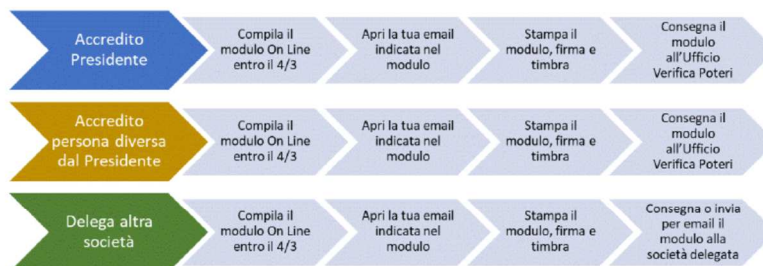 Accredito
Presidente
Compila il
modulo On Line
entro il 4/3
Apri la tua email
indicata nel
modulo
Stampa il
modulo, firma e
timbra
Consegna il
modulo
all'Ufficio
Verifica Poteri
Accredito
persona diversa
dal Presidente
Compila il
modulo On Line
entro il 4/3
Apri la tua email
indicata nel
modulo
Stampa il
modulo, firma e
timbra
Consegna il
modulo
all'Ufficio
Verifica Poteri
Delega altra
società
Compila il
modulo On Line
entro il 4/3
Apri la tua email
indicata nel
modulo
Stampa il
modulo, firma e
timbra
Consegna o invia
per email il
modulo alla
società delegata